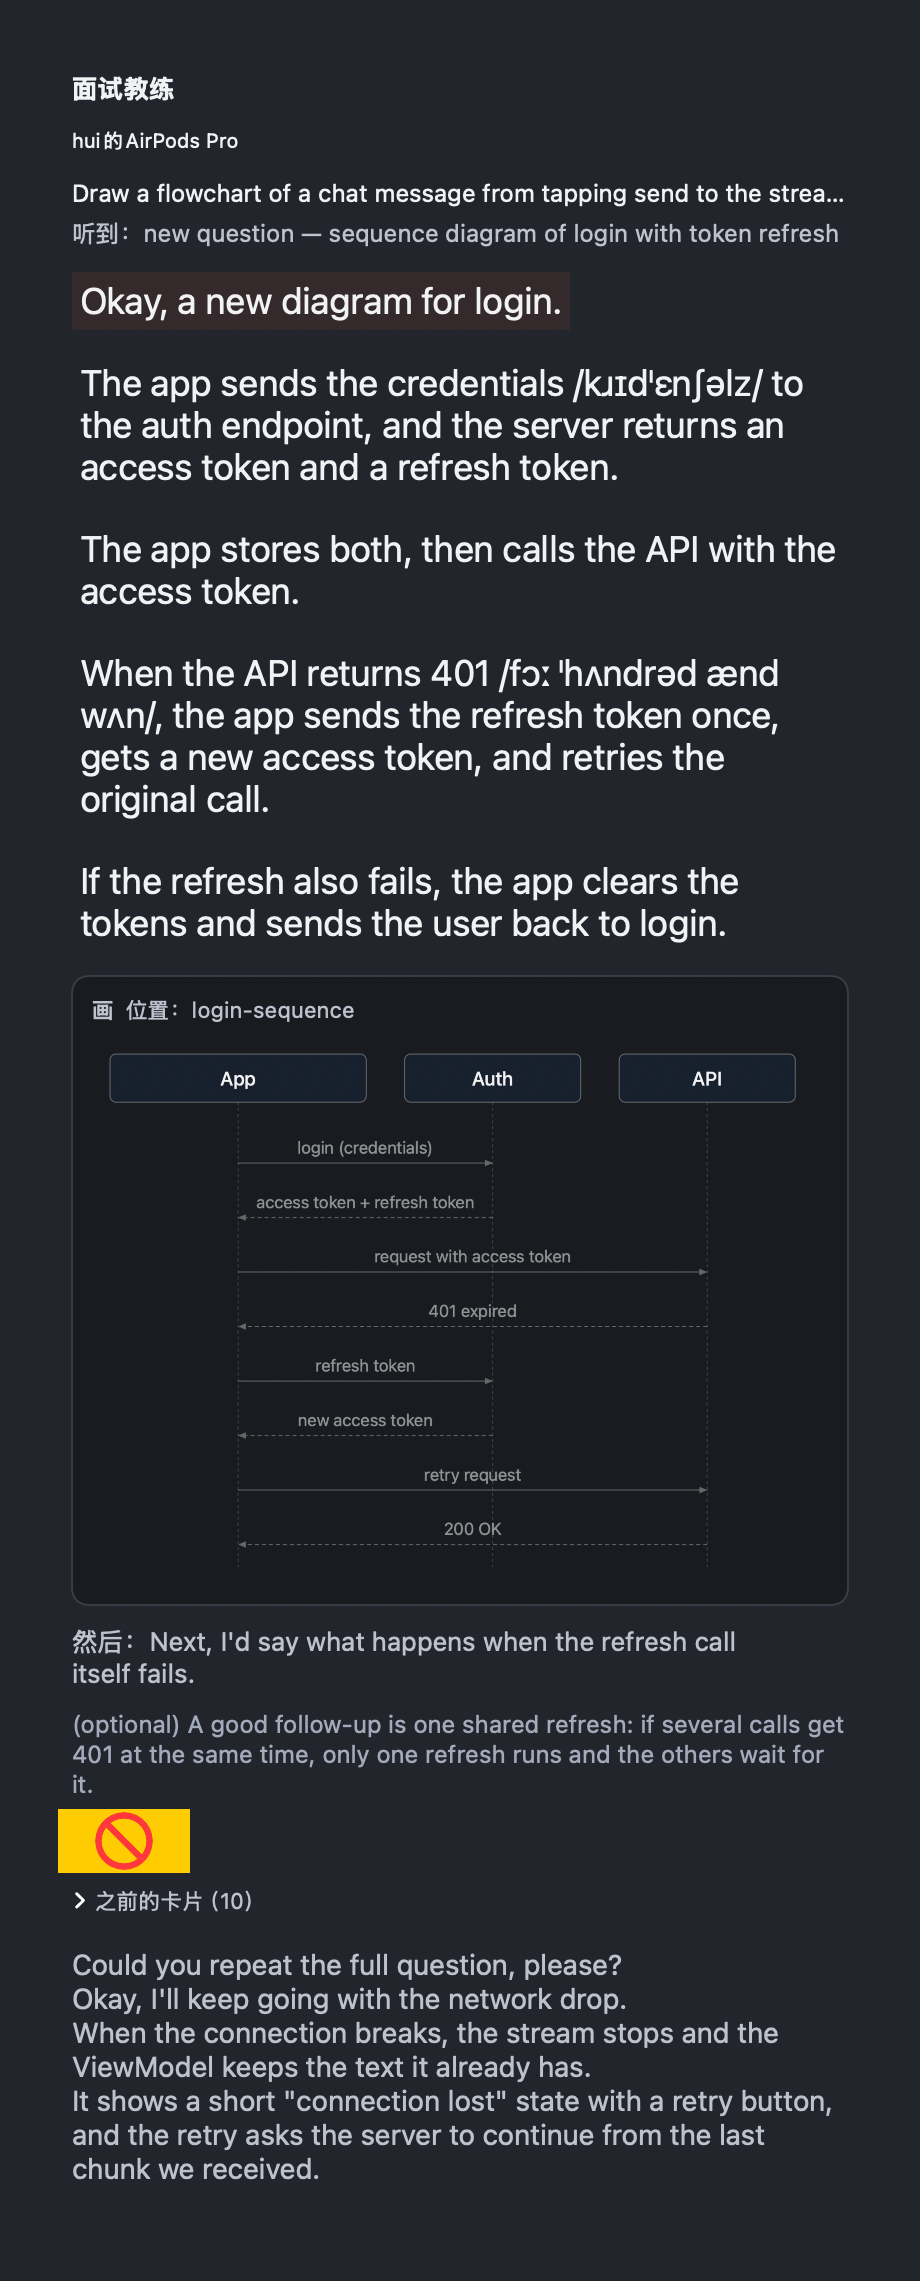 面试教练
hui的AirPods Pro
Draw a flowchart of a chat message from tapping send to the strea...
听到：new question — sequence diagram of login with token refresh
Okay, a new diagram for login.
The app sends the credentials /kɹɪdˈɛnʃəlz/ to
the auth endpoint, and the server returns an
access token and a refresh token.
The app stores both, then calls the API with the
access token.
When the API returns 401 /fɔː ˈhʌndrəd ænd
wʌn/, the app sends the refresh token once,
gets a new access token, and retries the
original call.
If the refresh also fails, the app clears the
tokens and sends the user back to login.
画 位置：login-sequence
App Auth API
login (credentials)
access token + refresh token
request with access token
401 expired
refresh token
new access token
retry request
200 OK
然后：Next, I'd say what happens when the refresh call
itself fails.
(optional) A good follow-up is one shared refresh: if several calls get
401 at the same time, only one refresh runs and the others wait for
it.
之前的卡片 (10)
Could you repeat the full question, please?
Okay, I'll keep going with the network drop.
When the connection breaks, the stream stops and the
ViewModel keeps the text it already has.
It shows a short "connection lost" state with a retry button,
and the retry asks the server to continue from the last
chunk we received.